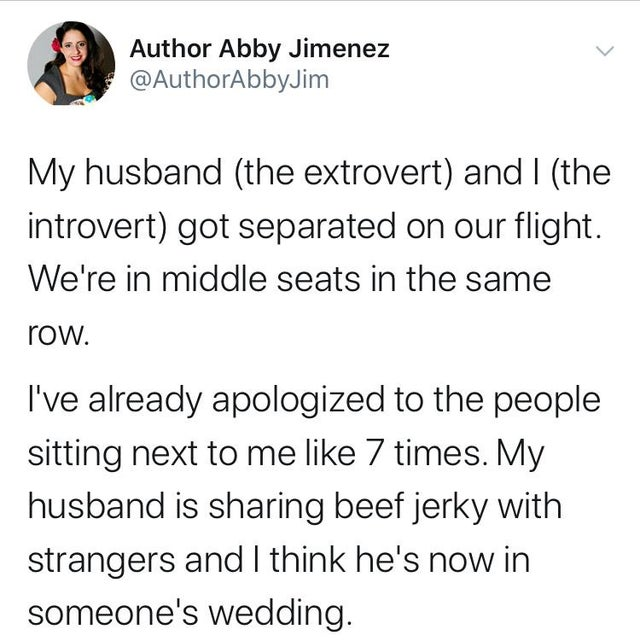 Author Abby Jimenez
@AuthorAbbyJim
My husband (the extrovert) and I (the
introvert) got separated on our flight.
We're in middle seats in the same
row.
I've already apologized to the people
sitting next to me like 7 times. My
husband is sharing beef jerky with
strangers and I think he's now in
someone's wedding.